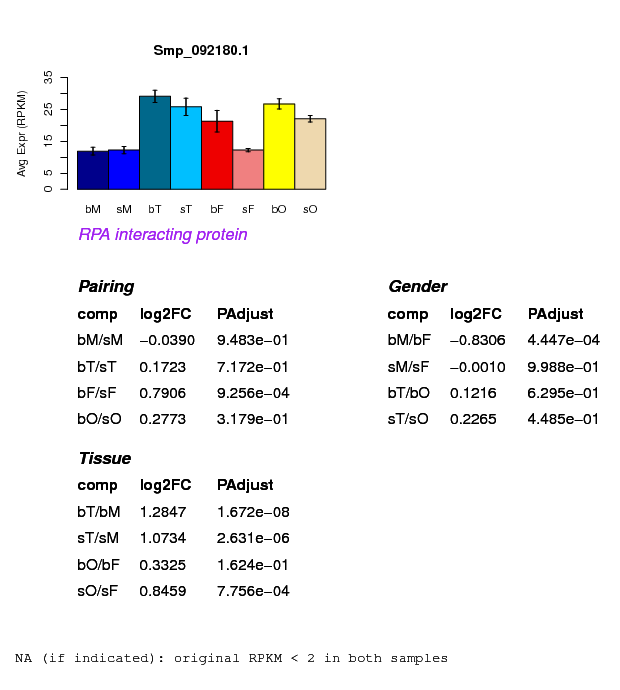 Smp_092180.1
Avg Expr (RPKM)
35
25
15
5
0
bM sM bT sT bF sF bO sO
RPA interacting protein
Pairing
comp log2FC PAdjust
bM/sM −0.0390 9.483e−01
bT/sT 0.1723 7.172e−01
bF/sF 0.7906 9.256e−04
bO/sO 0.2773 3.179e−01
Gender
comp log2FC PAdjust
bM/bF −0.8306 4.447e−04
sM/sF −0.0010 9.988e−01
bT/bO 0.1216 6.295e−01
sT/sO 0.2265 4.485e−01
Tissue
comp log2FC PAdjust
bT/bM 1.2847 1.672e−08
sT/sM 1.0734 2.631e−06
bO/bF 0.3325 1.624e−01
sO/sF 0.8459 7.756e−04
NA (if indicated): original RPKM < 2 in both samples